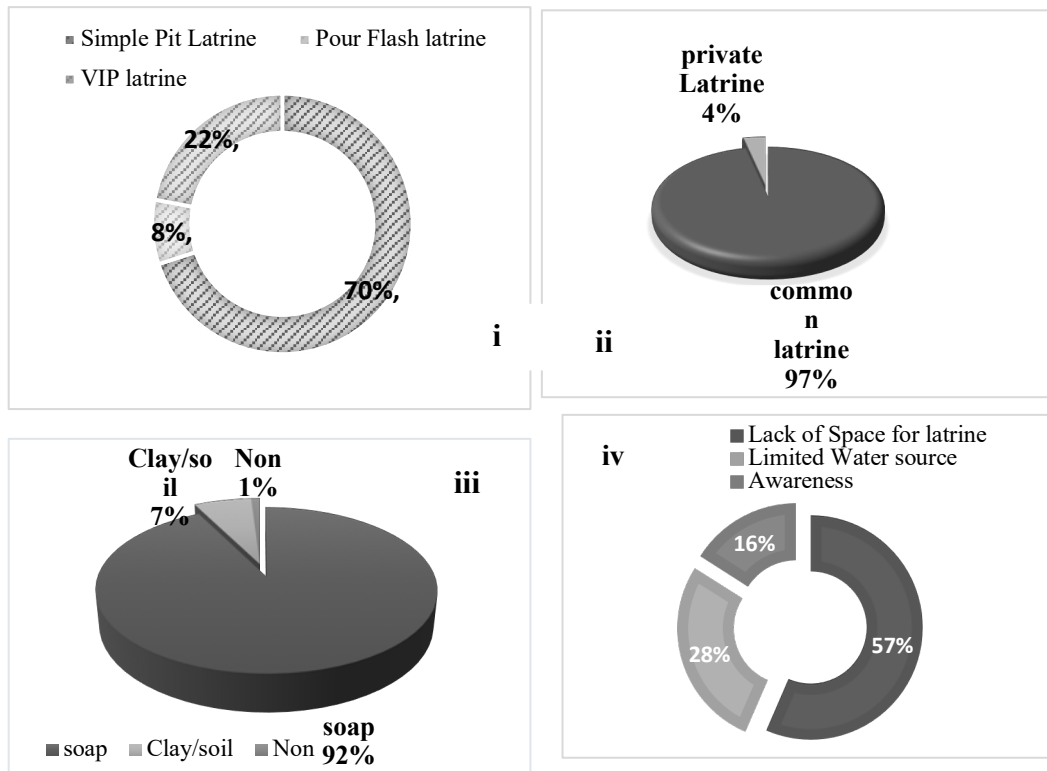 Simple Pit Latrine
Pour Flash latrine
VIP latrine
22%,
8%,
70%,
i
private
Latrine
4%
ii
commo
n
latrine
97%
Clay/so
il
7%
Non
1%
iii
soap
92%
soap
Clay/soil
Non
iv
Lack of Space for latrine
Limited Water source
Awareness
16%
28%
57%